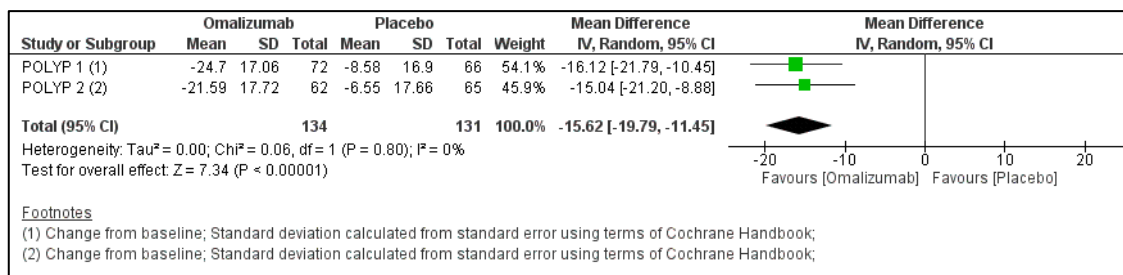 Omalizumab Placebo Mean Difference Mean Difference
Study or Subgroup Mean SD Total Mean SD Total Weight IV, Random, 95% CI IV, Random, 95% CI
POLYP 1 (1) -24.7 17.06 72 -8.58 16.9 66 54.1% -16.12 [-21.79, -10.45]
POLYP 2 (2) -21.59 17.72 62 -6.55 17.66 65 45.9% -15.04 [-21.20, -8.88]
Total (95% CI) 134 131 100.0% -15.62 [-19.79, -11.45]
Heterogeneity: Tau² = 0.00; Chi² = 0.06, df = 1 (P = 0.80); I² = 0%
Test for overall effect: Z = 7.34 (P < 0.00001)
-20 -10 0 10 20
Favours [Omalizumab] Favours [Placebo]
Footnotes
(1) Change from baseline; Standard deviation calculated from standard error using terms of Cochrane Handbook;
(2) Change from baseline; Standard deviation calculated from standard error using terms of Cochrane Handbook;